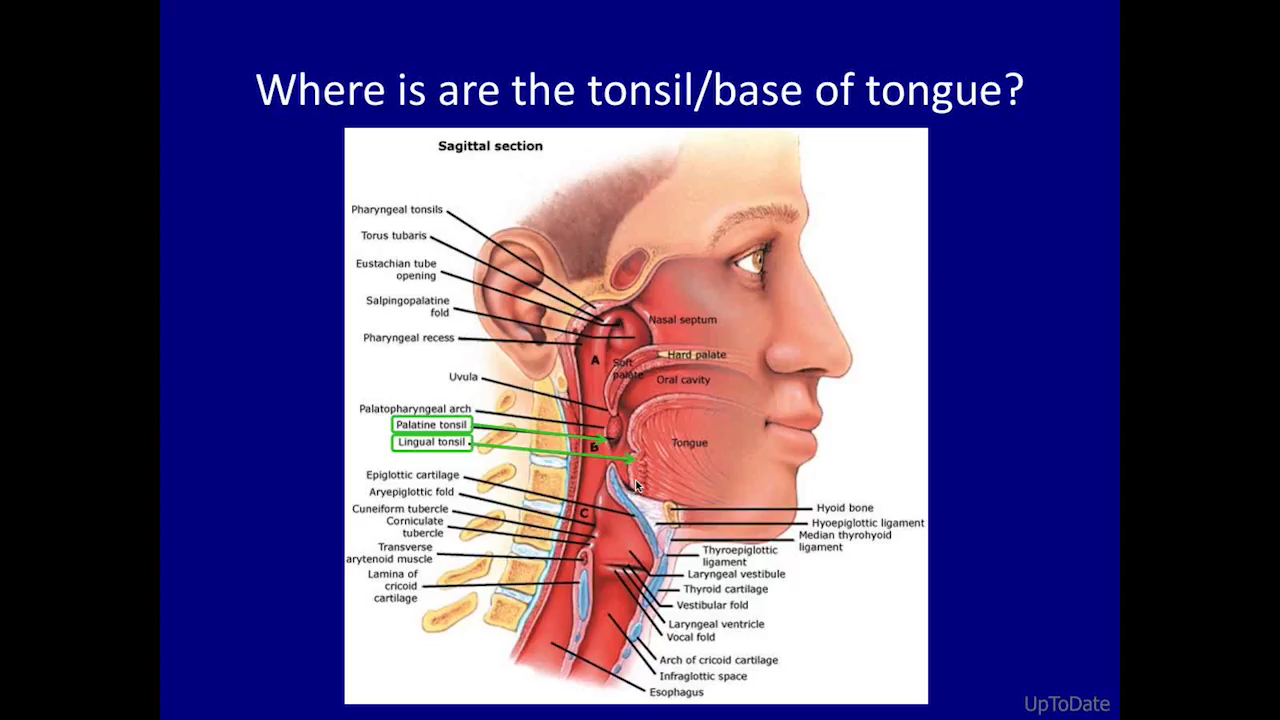 Where is are the tonsil/base of tongue?
Sagittal section
Pharyngeal tonsils
Torus tubaris
Eustachian tube
opening
Salpingopalatine
fold
Pharyngeal recess
Uvula
Palatopharyngeal arch
Palatine tonsil
Lingual tonsil
Epiglottic cartilage
Aryepiglottic fold
Cuneiform tubercle
Corniculate
tubercle
Transverse
arytenoid muscle
Lamina of
cricoid
cartilage
Nasal septum
Hard palate
A
Soft
palate
Oral cavity
B
Tongue
C
Hyoid bone
Hyoepiglottic ligament
Median thyrohyoid
ligament
Thyroepiglottic
ligament
Laryngeal vestibule
Thyroid cartilage
Vestibular fold
Laryngeal ventricle
Vocal fold
Arch of cricoid cartilage
Infraglottic space
Esophagus
UpToDate